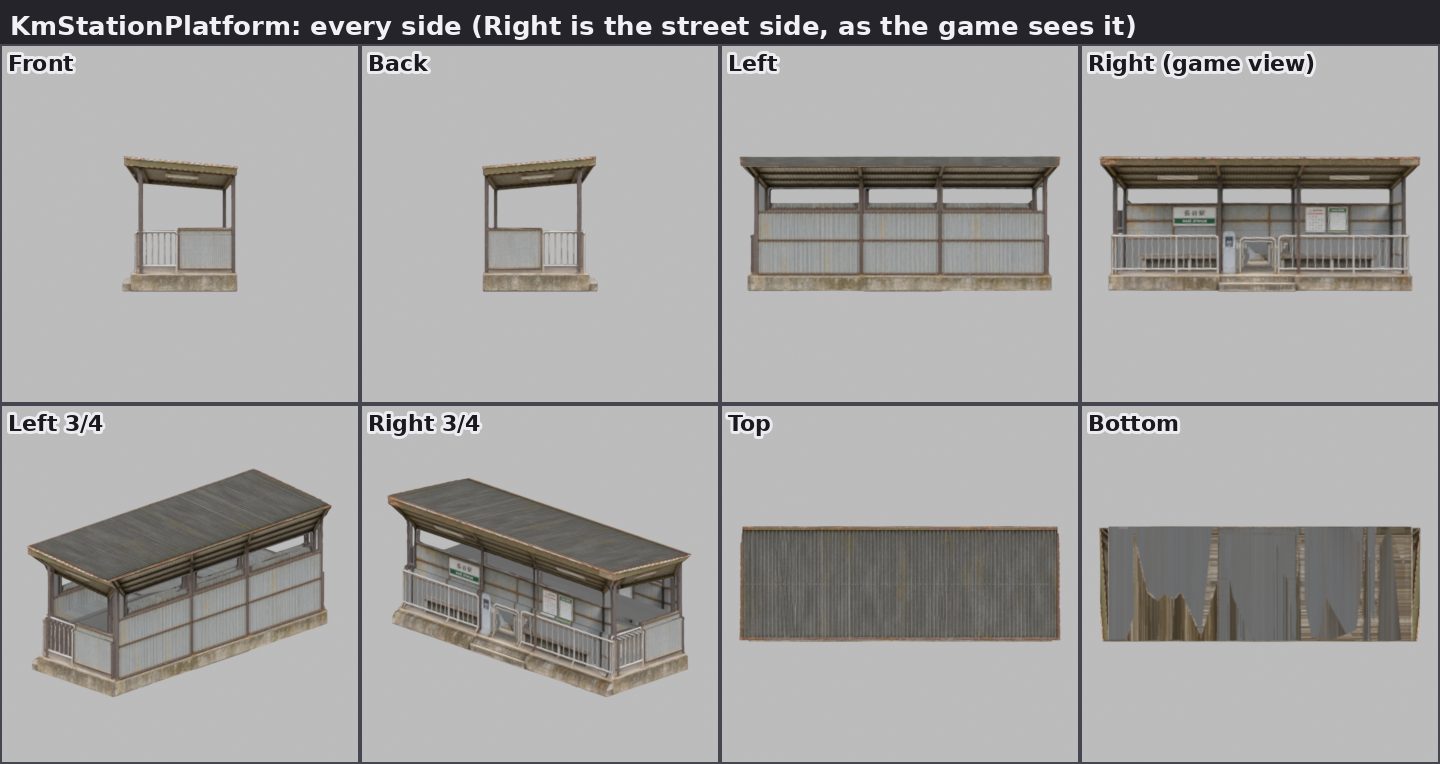 KmStationPlatform: every side (Right is the street side, as the game sees it)
Front
Back
Left
Right (game view)
Left 3/4
Right 3/4
Top
Bottom